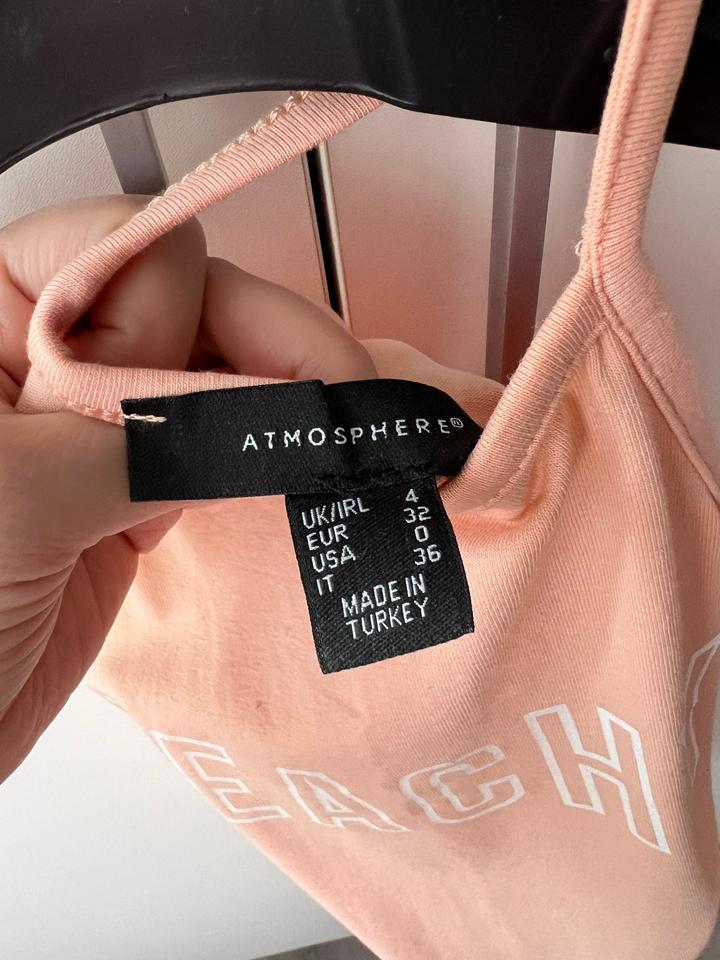 ATMOSPHERE®
UK/IRL 4
EUR 32
USA 0
IT 36
MADE IN
TURKEY
EACH